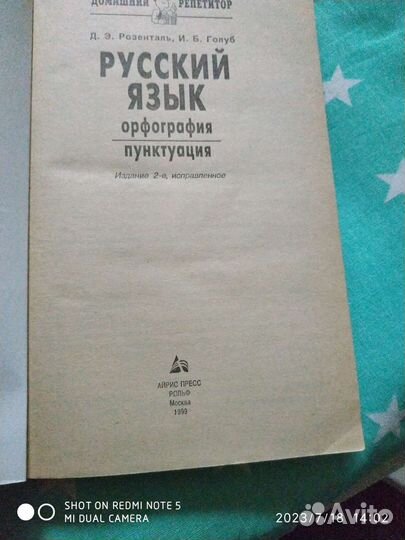 ДОМАШНИЙ РЕПЕТИТОР
Д. Э. Розенталь, И. Б. Голуб
РУССКИЙ
ЯЗЫК
орфография
пунктуация
Издание 2-е, исправленное
АЙРИС ПРЕСС
РОЛЬФ
Москва
1999
SHOT ON REDMI NOTE 5
MI DUAL CAMERA
2023/7/18 14:02
Avito